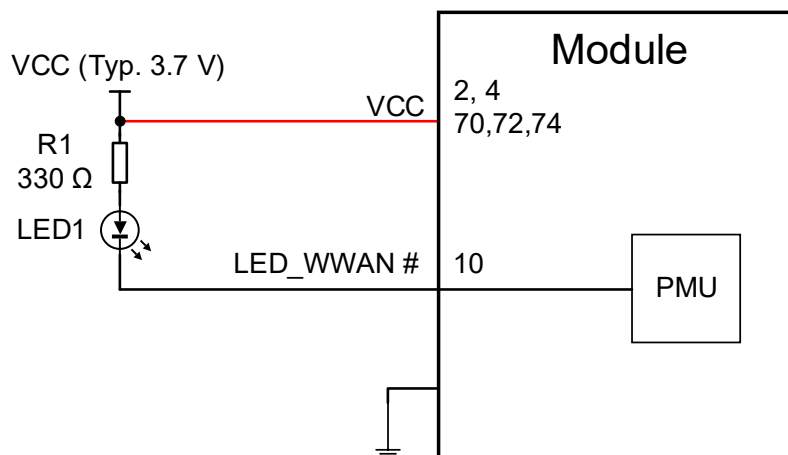 Module
VCC (Typ. 3.7 V)
VCC
2, 4
70,72,74
R1
330 Ω
LED1
LED_WWAN #
10
PMU